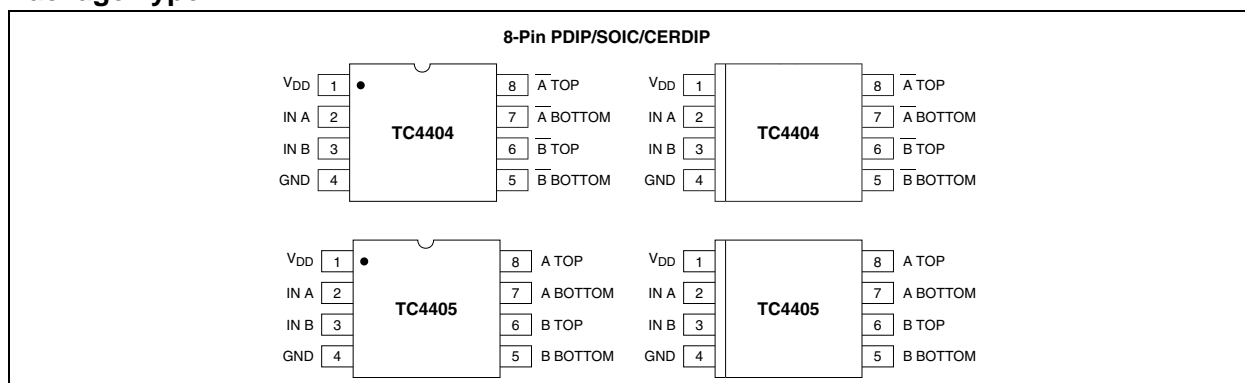 8-Pin PDIP/SOIC/CERDIP
VDD 1 8 A̅ TOP
IN A 2 7 A̅ BOTTOM
IN B 3 6 B̅ TOP
GND 4 5 B̅ BOTTOM
TC4404
VDD 1 8 A̅ TOP
IN A 2 7 A̅ BOTTOM
IN B 3 6 B̅ TOP
GND 4 5 B̅ BOTTOM
TC4404
VDD 1 8 A TOP
IN A 2 7 A BOTTOM
IN B 3 6 B TOP
GND 4 5 B BOTTOM
TC4405
VDD 1 8 A TOP
IN A 2 7 A BOTTOM
IN B 3 6 B TOP
GND 4 5 B BOTTOM
TC4405